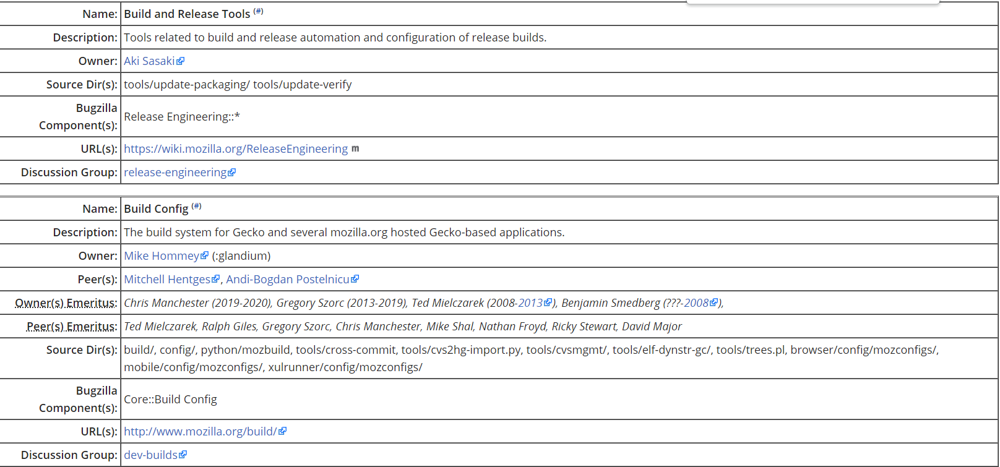 Name: Build and Release Tools (#)
Description: Tools related to build and release automation and configuration of release builds.
Owner: Aki Sasaki
Source Dir(s): tools/update-packaging/ tools/update-verify
Bugzilla
Component(s): Release Engineering::*
URL(s): https://wiki.mozilla.org/ReleaseEngineering m
Discussion Group: release-engineering
Name: Build Config (#)
Description: The build system for Gecko and several mozilla.org hosted Gecko-based applications.
Owner: Mike Hommey (:glandium)
Peer(s): Mitchell Hentges, Andi-Bogdan Postelnicu
Owner(s) Emeritus: Chris Manchester (2019-2020), Gregory Szorc (2013-2019), Ted Mielczarek (2008-2013), Benjamin Smedberg (???-2008),
Peer(s) Emeritus: Ted Mielczarek, Ralph Giles, Gregory Szorc, Chris Manchester, Mike Shal, Nathan Froyd, Ricky Stewart, David Major
Source Dir(s): build/, config/, python/mozbuild, tools/cross-commit, tools/cvs2hg-import.py, tools/cvsmgmt/, tools/elf-dynstr-gc/, tools/trees.pl, browser/config/mozconfigs/,
mobile/config/mozconfigs/, xulrunner/config/mozconfigs/
Bugzilla
Component(s): Core::Build Config
URL(s): http://www.mozilla.org/build/
Discussion Group: dev-builds